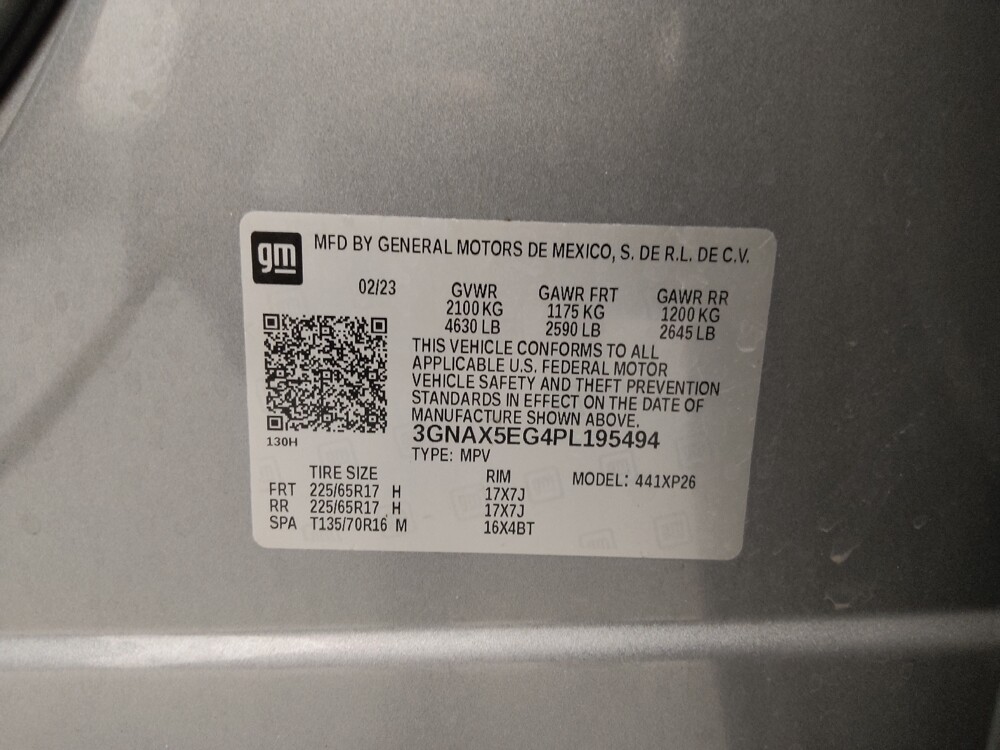 gm
MFD BY GENERAL MOTORS DE MEXICO, S. DE R.L. DE C.V.
02/23 GVWR GAWR FRT GAWR RR
2100 KG 1175 KG 1200 KG
4630 LB 2590 LB 2645 LB
THIS VEHICLE CONFORMS TO ALL
APPLICABLE U.S. FEDERAL MOTOR
VEHICLE SAFETY AND THEFT PREVENTION
STANDARDS IN EFFECT ON THE DATE OF
MANUFACTURE SHOWN ABOVE.
130H
3GNAX5EG4PL195494
TYPE: MPV
TIRE SIZE RIM MODEL: 441XP26
FRT 225/65R17 H 17X7J
RR 225/65R17 H 17X7J
SPA T135/70R16 M 16X4BT